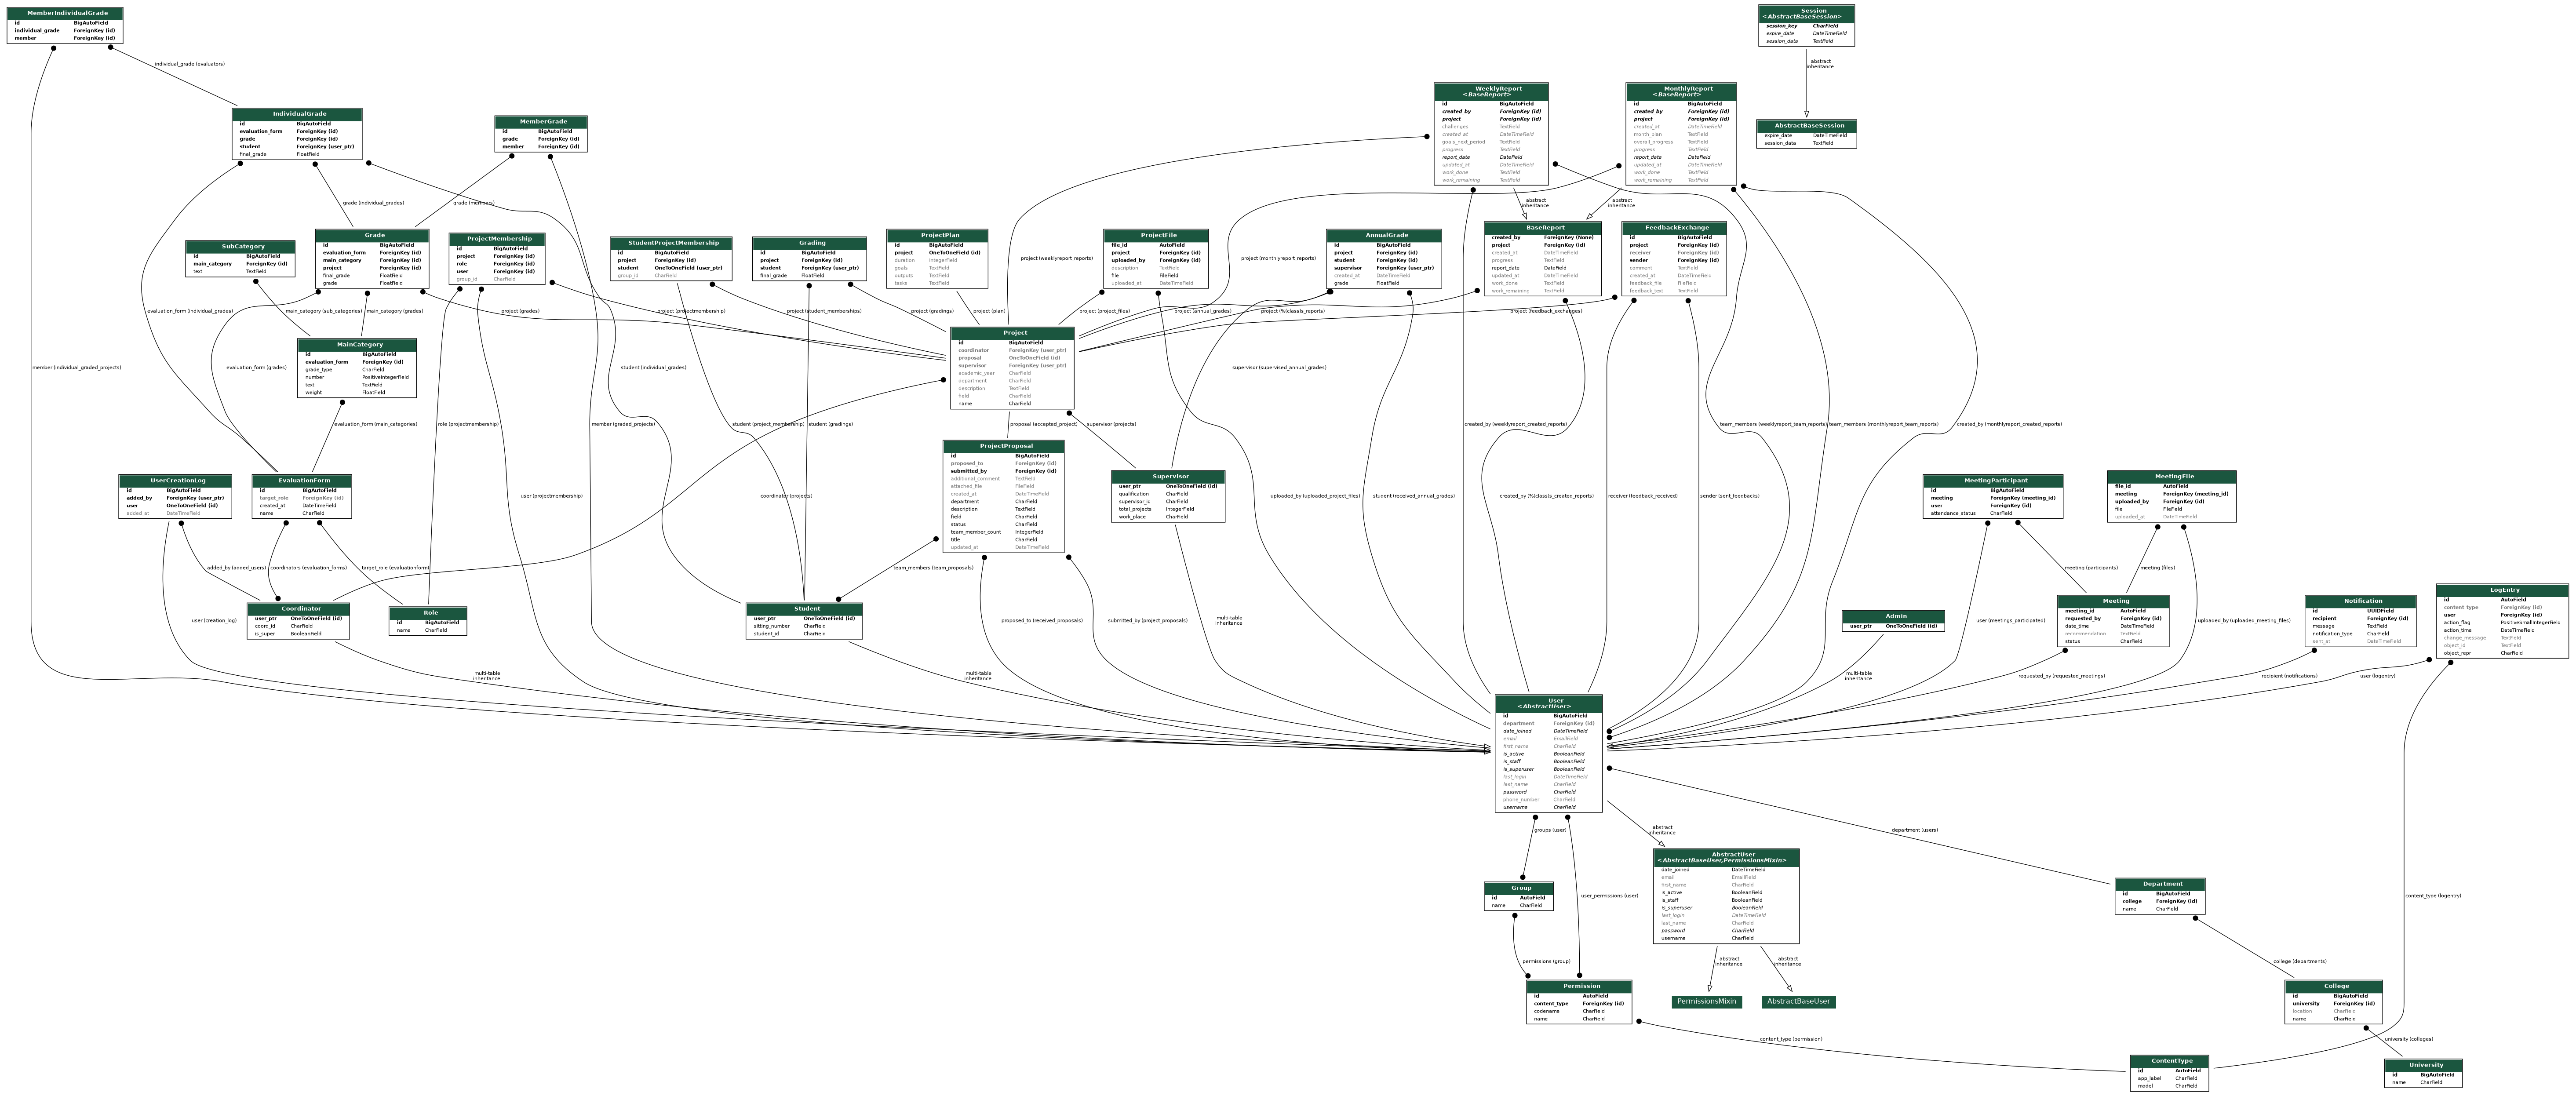 MemberIndividualGrade
id BigAutoField
individual_grade ForeignKey (id)
member ForeignKey (id)
Session
<AbstractBaseSession>
session_key CharField
expire_date DateTimeField
session_data TextField
abstract
inheritance
individual_grade (evaluators)
WeeklyReport
<BaseReport>
id BigAutoField
created_by ForeignKey (id)
project ForeignKey (id)
challenges TextField
created_at DateTimeField
goals_next_period TextField
progress TextField
report_date DateField
updated_at DateTimeField
work_done TextField
work_remaining TextField
MonthlyReport
<BaseReport>
id BigAutoField
created_by ForeignKey (id)
project ForeignKey (id)
created_at DateTimeField
month_plan TextField
overall_progress TextField
progress TextField
report_date DateField
updated_at DateTimeField
work_done TextField
work_remaining TextField
IndividualGrade
id BigAutoField
evaluation_form ForeignKey (id)
grade ForeignKey (id)
student ForeignKey (user_ptr)
final_grade FloatField
MemberGrade
id BigAutoField
grade ForeignKey (id)
member ForeignKey (id)
AbstractBaseSession
expire_date DateTimeField
session_data TextField
grade (individual_grades)
grade (members)
abstract
inheritance
abstract
inheritance
SubCategory
id BigAutoField
main_category ForeignKey (id)
text TextField
Grade
id BigAutoField
evaluation_form ForeignKey (id)
main_category ForeignKey (id)
project ForeignKey (id)
final_grade FloatField
grade FloatField
ProjectMembership
id BigAutoField
project ForeignKey (id)
role ForeignKey (id)
user ForeignKey (id)
group_id CharField
StudentProjectMembership
id BigAutoField
project ForeignKey (id)
student OneToOneField (user_ptr)
group_id CharField
Grading
id BigAutoField
project ForeignKey (id)
student ForeignKey (user_ptr)
final_grade FloatField
ProjectPlan
id BigAutoField
project OneToOneField (id)
duration IntegerField
goals TextField
outputs TextField
tasks TextField
project (weeklyreport_reports)
ProjectFile
file_id AutoField
project ForeignKey (id)
uploaded_by ForeignKey (id)
description TextField
file FileField
uploaded_at DateTimeField
project (monthlyreport_reports)
AnnualGrade
id BigAutoField
project ForeignKey (id)
student ForeignKey (id)
supervisor ForeignKey (user_ptr)
created_at DateTimeField
grade FloatField
BaseReport
created_by ForeignKey (None)
project ForeignKey (id)
created_at DateTimeField
progress TextField
report_date DateField
updated_at DateTimeField
work_done TextField
work_remaining TextField
FeedbackExchange
id BigAutoField
project ForeignKey (id)
receiver ForeignKey (id)
sender ForeignKey (id)
comment TextField
created_at DateTimeField
feedback_file FileField
feedback_text TextField
evaluation_form (individual_grades)
main_category (sub_categories)
main_category (grades)
project (grades)
project (projectmembership)
project (student_memberships)
project (gradings)
project (plan)
project (project_files)
project (annual_grades)
project (%(class)s_reports)
project (feedback_exchanges)
Project
id BigAutoField
coordinator ForeignKey (user_ptr)
proposal OneToOneField (id)
supervisor ForeignKey (user_ptr)
academic_year CharField
department CharField
description TextField
field CharField
name CharField
MainCategory
id BigAutoField
evaluation_form ForeignKey (id)
grade_type CharField
number PositiveIntegerField
text TextField
weight FloatField
member (individual_graded_projects)
evaluation_form (grades)
student (individual_grades)
supervisor (supervised_annual_grades)
evaluation_form (main_categories)
role (projectmembership)
member (graded_projects)
student (project_membership)
student (gradings)
proposal (accepted_project)
supervisor (projects)
created_by (weeklyreport_created_reports)
team_members (weeklyreport_team_reports)
team_members (monthlyreport_team_reports)
created_by (monthlyreport_created_reports)
ProjectProposal
id BigAutoField
proposed_to ForeignKey (id)
submitted_by ForeignKey (id)
additional_comment TextField
attached_file FileField
created_at DateTimeField
department CharField
description TextField
field CharField
status CharField
team_member_count IntegerField
title CharField
updated_at DateTimeField
Supervisor
user_ptr OneToOneField (id)
qualification CharField
supervisor_id CharField
total_projects IntegerField
work_place CharField
UserCreationLog
id BigAutoField
added_by ForeignKey (user_ptr)
user OneToOneField (id)
added_at DateTimeField
EvaluationForm
id BigAutoField
target_role ForeignKey (id)
created_at DateTimeField
name CharField
user (projectmembership)
coordinator (projects)
uploaded_by (uploaded_project_files)
student (received_annual_grades)
created_by (%(class)s_created_reports)
receiver (feedback_received)
sender (sent_feedbacks)
MeetingParticipant
id BigAutoField
meeting ForeignKey (meeting_id)
user ForeignKey (id)
attendance_status CharField
MeetingFile
file_id AutoField
meeting ForeignKey (meeting_id)
uploaded_by ForeignKey (id)
file FileField
uploaded_at DateTimeField
added_by (added_users)
coordinators (evaluation_forms)
target_role (evaluationform)
team_members (team_proposals)
meeting (participants)
meeting (files)
Coordinator
user_ptr OneToOneField (id)
coord_id CharField
is_super BooleanField
Role
id BigAutoField
name CharField
Student
user_ptr OneToOneField (id)
sitting_number CharField
student_id CharField
Admin
user_ptr OneToOneField (id)
Meeting
meeting_id AutoField
requested_by ForeignKey (id)
date_time DateTimeField
recommendation TextField
status CharField
Notification
id UUIDField
recipient ForeignKey (id)
message TextField
notification_type CharField
sent_at DateTimeField
LogEntry
id AutoField
content_type ForeignKey (id)
user ForeignKey (id)
action_flag PositiveSmallIntegerField
action_time DateTimeField
change_message TextField
object_id TextField
object_repr CharField
user (creation_log)
proposed_to (received_proposals)
submitted_by (project_proposals)
multi-table
inheritance
user (meetings_participated)
uploaded_by (uploaded_meeting_files)
multi-table
inheritance
multi-table
inheritance
multi-table
inheritance
requested_by (requested_meetings)
recipient (notifications)
user (logentry)
User
<AbstractUser>
id BigAutoField
department ForeignKey (id)
date_joined DateTimeField
email EmailField
first_name CharField
is_active BooleanField
is_staff BooleanField
is_superuser BooleanField
last_login DateTimeField
last_name CharField
password CharField
phone_number CharField
username CharField
groups (user)
abstract
inheritance
department (users)
AbstractUser
<AbstractBaseUser,PermissionsMixin>
date_joined DateTimeField
email EmailField
first_name CharField
is_active BooleanField
is_staff BooleanField
is_superuser BooleanField
last_login DateTimeField
last_name CharField
password CharField
username CharField
Group
id AutoField
name CharField
user_permissions (user)
Department
id BigAutoField
college ForeignKey (id)
name CharField
content_type (logentry)
permissions (group)
abstract
inheritance
abstract
inheritance
college (departments)
Permission
id AutoField
content_type ForeignKey (id)
codename CharField
name CharField
PermissionsMixin
AbstractBaseUser
College
id BigAutoField
university ForeignKey (id)
location CharField
name CharField
content_type (permission)
university (colleges)
ContentType
id AutoField
app_label CharField
model CharField
University
id BigAutoField
name CharField